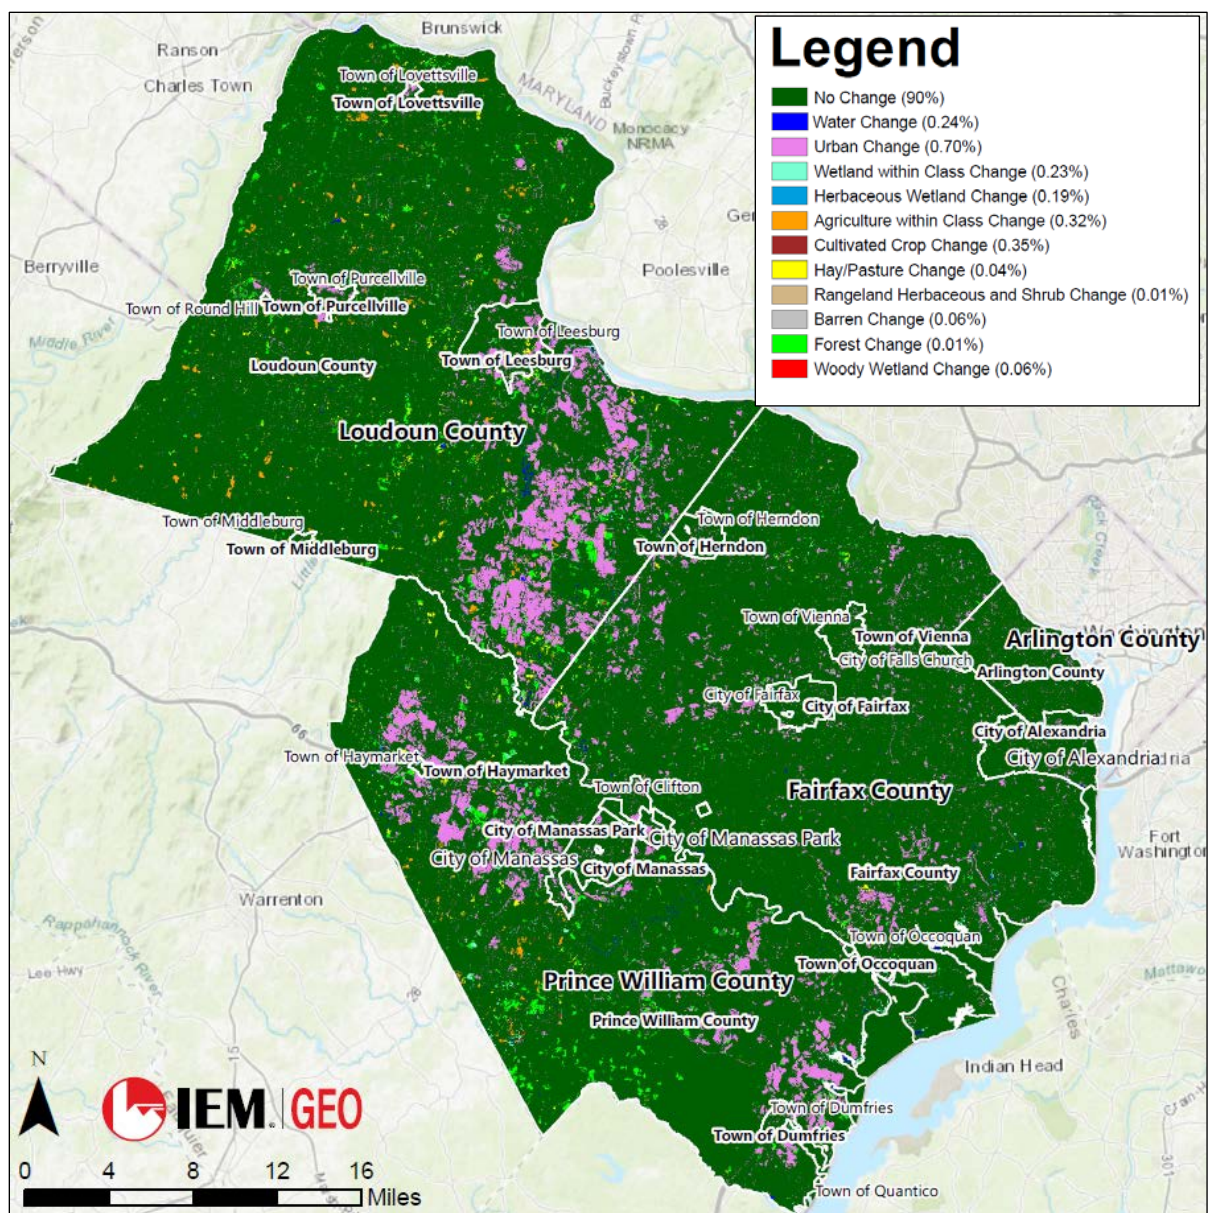 Brunswick
Ranson
Charles Town
Town of Lovettsville
Town of Lovettsville
MARYLAND
Monocacy
NRMA
Legend
No Change (90%)
Water Change (0.24%)
Urban Change (0.70%)
Wetland within Class Change (0.23%)
Herbaceous Wetland Change (0.19%)
Agriculture within Class Change (0.32%)
Cultivated Crop Change (0.35%)
Hay/Pasture Change (0.04%)
Rangeland Herbaceous and Shrub Change (0.01%)
Barren Change (0.06%)
Forest Change (0.01%)
Woody Wetland Change (0.06%)
28
Berryville
Poolesville
Town of Purcellville
Town of Round Hill
Town of Purcellville
Middle River
Town of Leesburg
Town of Leesburg
Loudoun County
Loudoun County
Town of Middleburg
Town of Middleburg
Little
Town of Herndon
Town of Herndon
Rock Creek
Town of Vienna
Town of Vienna
Washington
Arlington County
City of Falls Church
Arlington County
City of Fairfax
City of Fairfax
City of Alexandria
City of Alexandria
66
Town of Haymarket
Town of Haymarket
Town of Clifton
Fairfax County
City of Manassas Park
City of Manassas Park
City of Manassas
City of Manassas
Fort
Washington
Fairfax County
Warrenton
Rappahannock River
Town of Occoquan
Town of Occoquan
Lee Hwy
Prince William County
Prince William County
28
Charles
15
Indian Head
N
IEM GEO
Town of Dumfries
Town of Dumfries
301
0 4 8 12 16
Miles
Town of Quantico